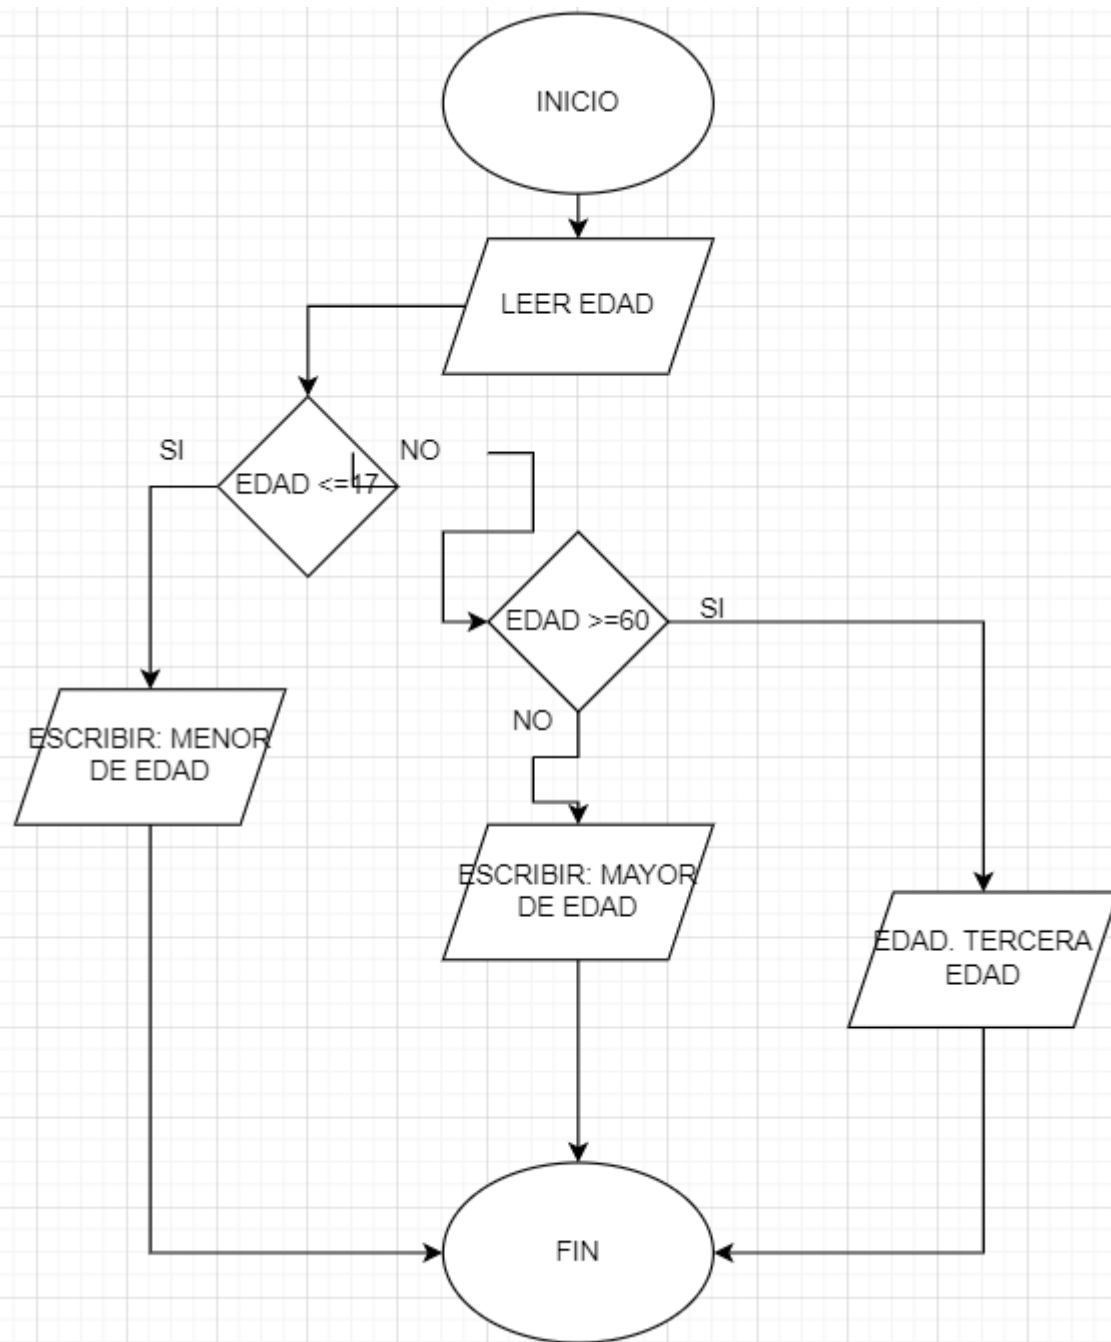 INICIO
LEER EDAD
SI
NO
EDAD <=17
EDAD >=60
SI
NO
ESCRIBIR: MENOR
DE EDAD
ESCRIBIR: MAYOR
DE EDAD
EDAD. TERCERA
EDAD
FIN